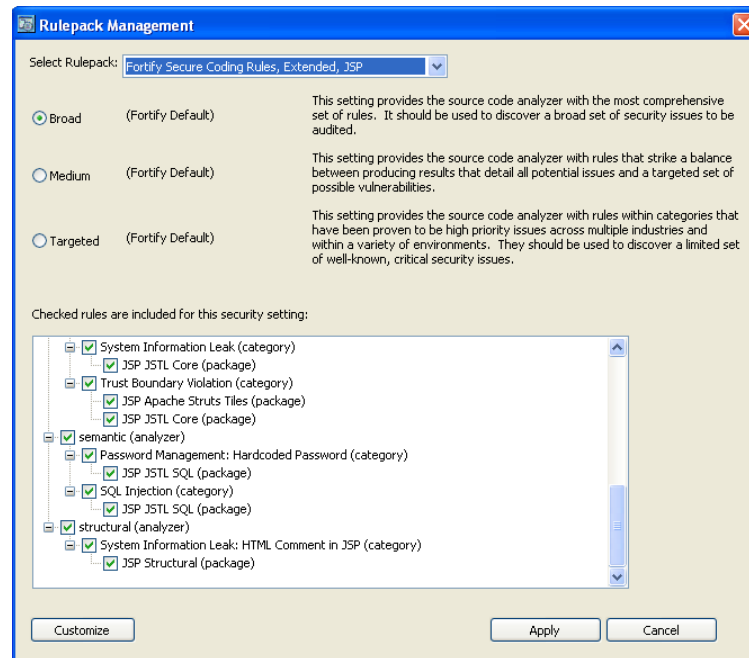 Rulepack Management
Select Rulepack: Fortify Secure Coding Rules, Extended, JSP
Broad (Fortify Default)
This setting provides the source code analyzer with the most comprehensive
set of rules. It should be used to discover a broad set of security issues to be
audited.
Medium (Fortify Default)
This setting provides the source code analyzer with rules that strike a balance
between producing results that detail all potential issues and a targeted set of
possible vulnerabilities.
Targeted (Fortify Default)
This setting provides the source code analyzer with rules within categories that
have been proven to be high priority issues across multiple industries and
within a variety of environments. They should be used to discover a limited set
of well-known, critical security issues.
Checked rules are included for this security setting:
System Information Leak (category)
JSP JSTL Core (package)
Trust Boundary Violation (category)
JSP Apache Struts Tiles (package)
JSP JSTL Core (package)
semantic (analyzer)
Password Management: Hardcoded Password (category)
JSP JSTL SQL (package)
SQL Injection (category)
JSP JSTL SQL (package)
structural (analyzer)
System Information Leak: HTML Comment in JSP (category)
JSP Structural (package)
Customize Apply Cancel